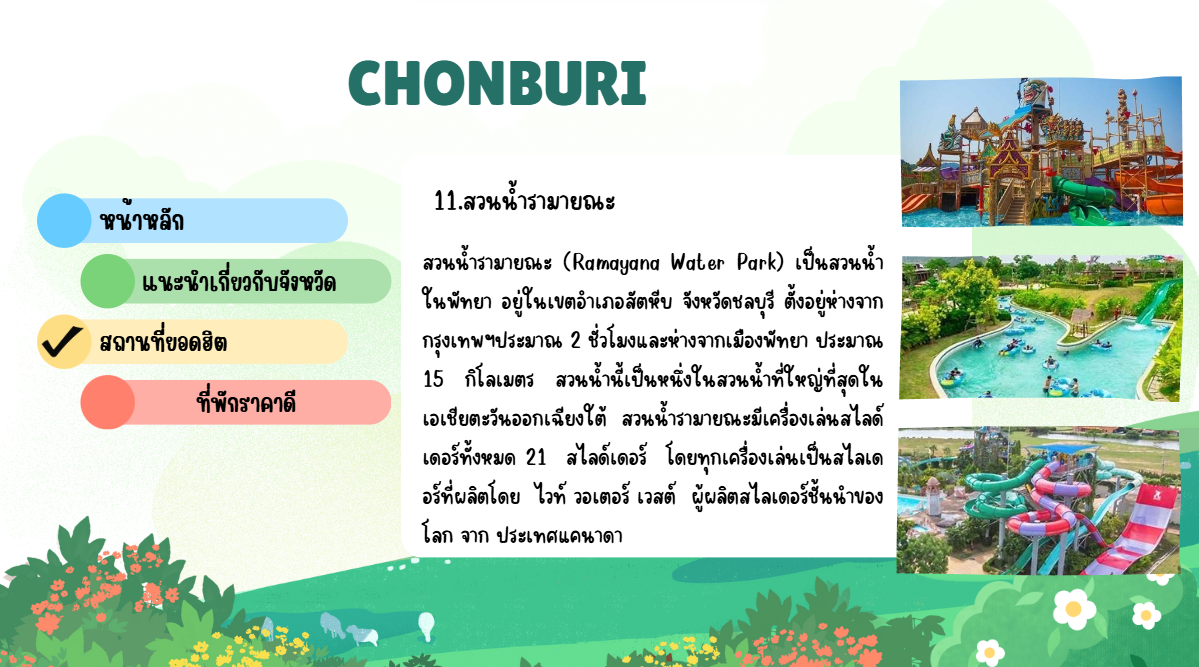 CHONBURI
หน้าหลัก
แนะนำเกี่ยวกับจังหวัด
สถานที่ยอดฮิต
ที่พักราคาดี
11.สวนน้ำรามายณะ
สวนน้ำรามายณะ (Ramayana Water Park) เป็นสวนน้ำ
ในพัทยา อยู่ในเขตอำเภอสัตหีบ จังหวัดชลบุรี ตั้งอยู่ห่างจาก
กรุงเทพฯประมาณ 2 ชั่วโมงและห่างจากเมืองพัทยา ประมาณ
15 กิโลเมตร สวนน้ำนี้เป็นหนึ่งในสวนน้ำที่ใหญ่ที่สุดใน
เอเชียตะวันออกเฉียงใต้ สวนน้ำรามายณะมีเครื่องเล่นสไลด์
เดอร์ทั้งหมด 21 สไลด์เดอร์ โดยทุกเครื่องเล่นเป็นสไลเด
อร์ที่ผลิตโดย ไวท์ วอเตอร์ เวสต์ ผู้ผลิตสไลเดอร์ชั้นนำของ
โลก จาก ประเทศแคนาดา